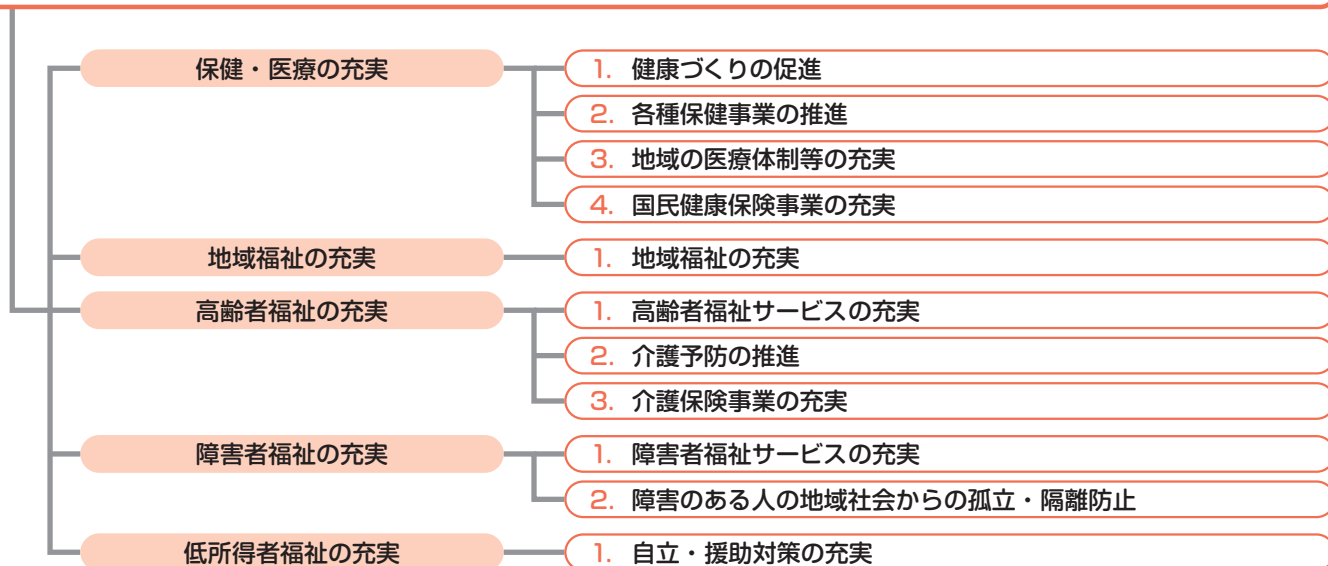 保健・医療の充実
1. 健康づくりの促進
2. 各種保健事業の推進
3. 地域の医療体制等の充実
4. 国民健康保険事業の充実
地域福祉の充実
1. 地域福祉の充実
高齢者福祉の充実
1. 高齢者福祉サービスの充実
2. 介護予防の推進
3. 介護保険事業の充実
障害者福祉の充実
1. 障害者福祉サービスの充実
2. 障害のある人の地域社会からの孤立・隔離防止
低所得者福祉の充実
1. 自立・援助対策の充実